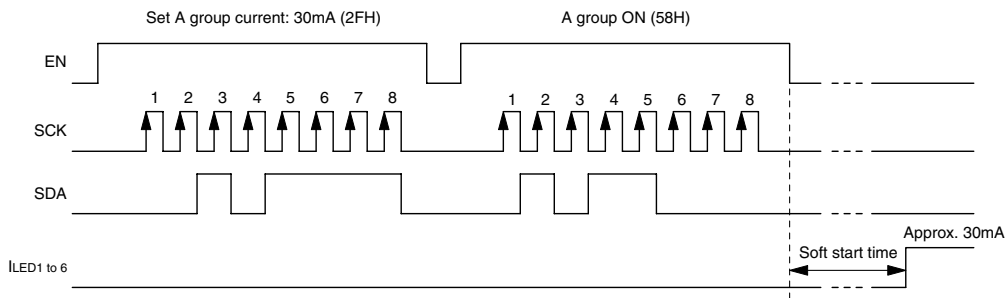 Set A group current: 30mA (2FH)
A group ON (58H)
EN
1 2 3 4 5 6 7 8
1 2 3 4 5 6 7 8
SCK
SDA
Approx. 30mA
Soft start time
ILED1 to 6